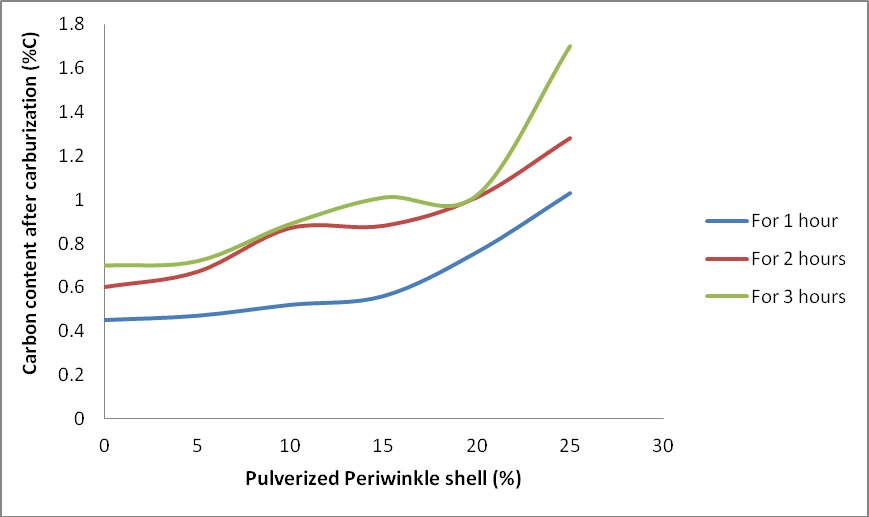 Carbon content after carburization (%C)
1.8
1.6
1.4
1.2
1
0.8
0.6
0.4
0.2
0
0 5 10 15 20 25 30
Pulverized Periwinkle shell (%)
For 1 hour
For 2 hours
For 3 hours